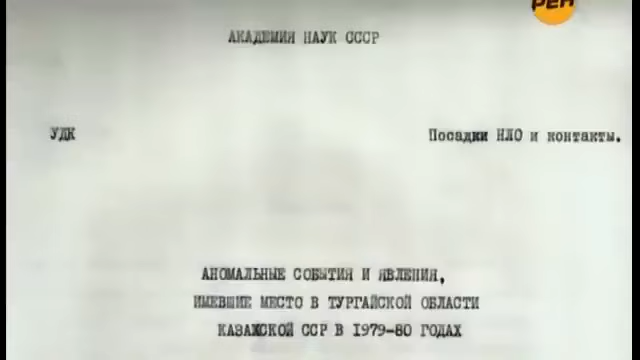 РЕН
АКАДЕМИЯ НАУК СССР
УДК
Посадки НЛО и контакты.
АНОМАЛЬНЫЕ СОБЫТИЯ И ЯВЛЕНИЯ,
ИМЕВШИЕ МЕСТО В ТУРГАЙСКОЙ ОБЛАСТИ
КАЗАХСКОЙ ССР В 1979-80 ГОДАХ